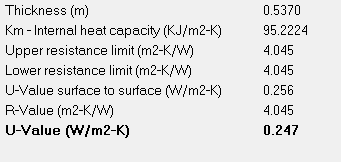 Thickness (m) 0.5370
Km - Internal heat capacity (KJ/m2-K) 95.2224
Upper resistance limit (m2-K/W) 4.045
Lower resistance limit (m2-K/W) 4.045
U-Value surface to surface (W/m2-K) 0.256
R-Value (m2-K/W) 4.045
U-Value (W/m2-K) 0.247